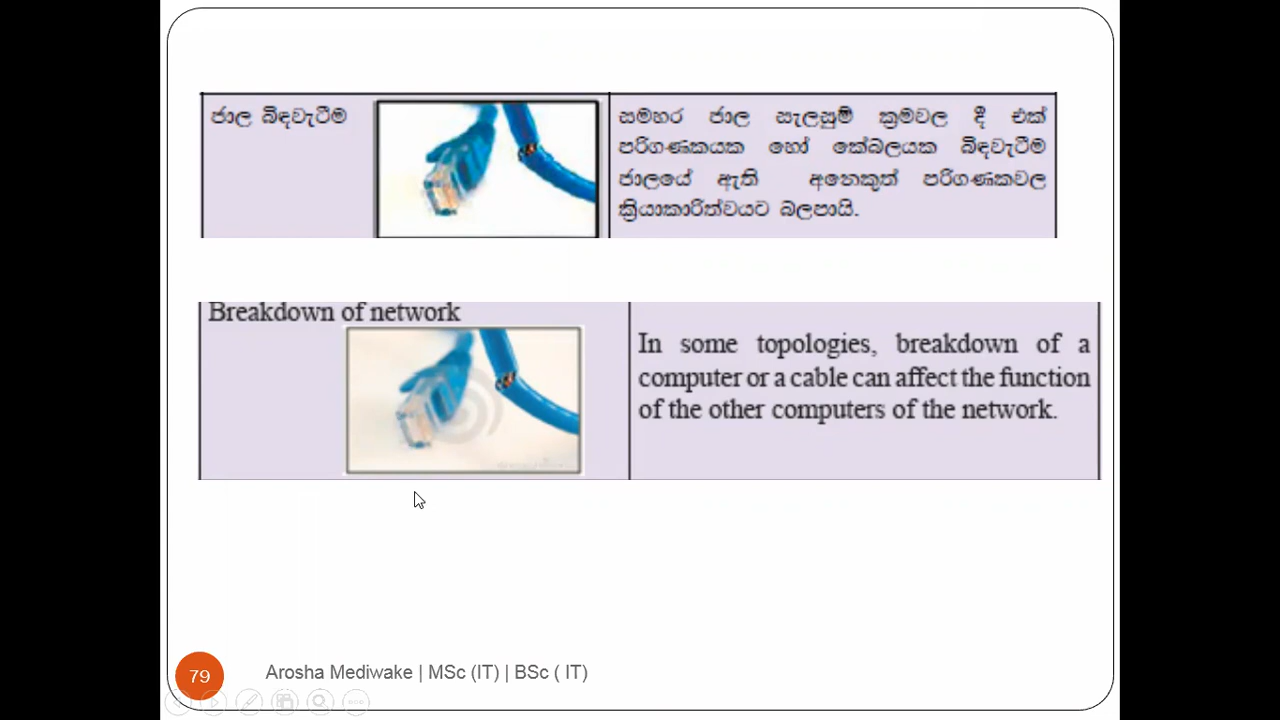 ජාල බිඳවැටීම
සමහර ජාල සැලසුම් ක්‍රමවල දී එක්
පරිගණකයක හෝ කේබලයක බිඳවැටීම
ජාලයේ ඇති අනෙකුත් පරිගණකවල
ක්‍රියාකාරිත්වයට බලපායි.
Breakdown of network
In some topologies, breakdown of a
computer or a cable can affect the function
of the other computers of the network.
79
Arosha Mediwake | MSc (IT) | BSc ( IT)